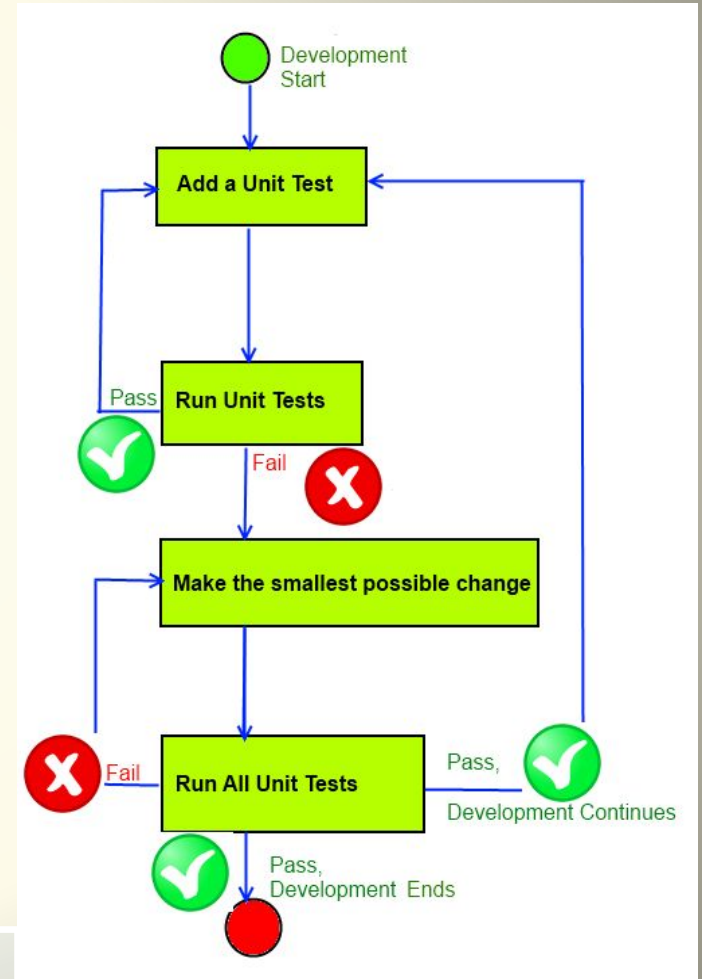 Development
Start
Add a Unit Test
Pass
Run Unit Tests
Fail
Make the smallest possible change
Fail
Run All Unit Tests
Pass,
Development Continues
Pass,
Development Ends